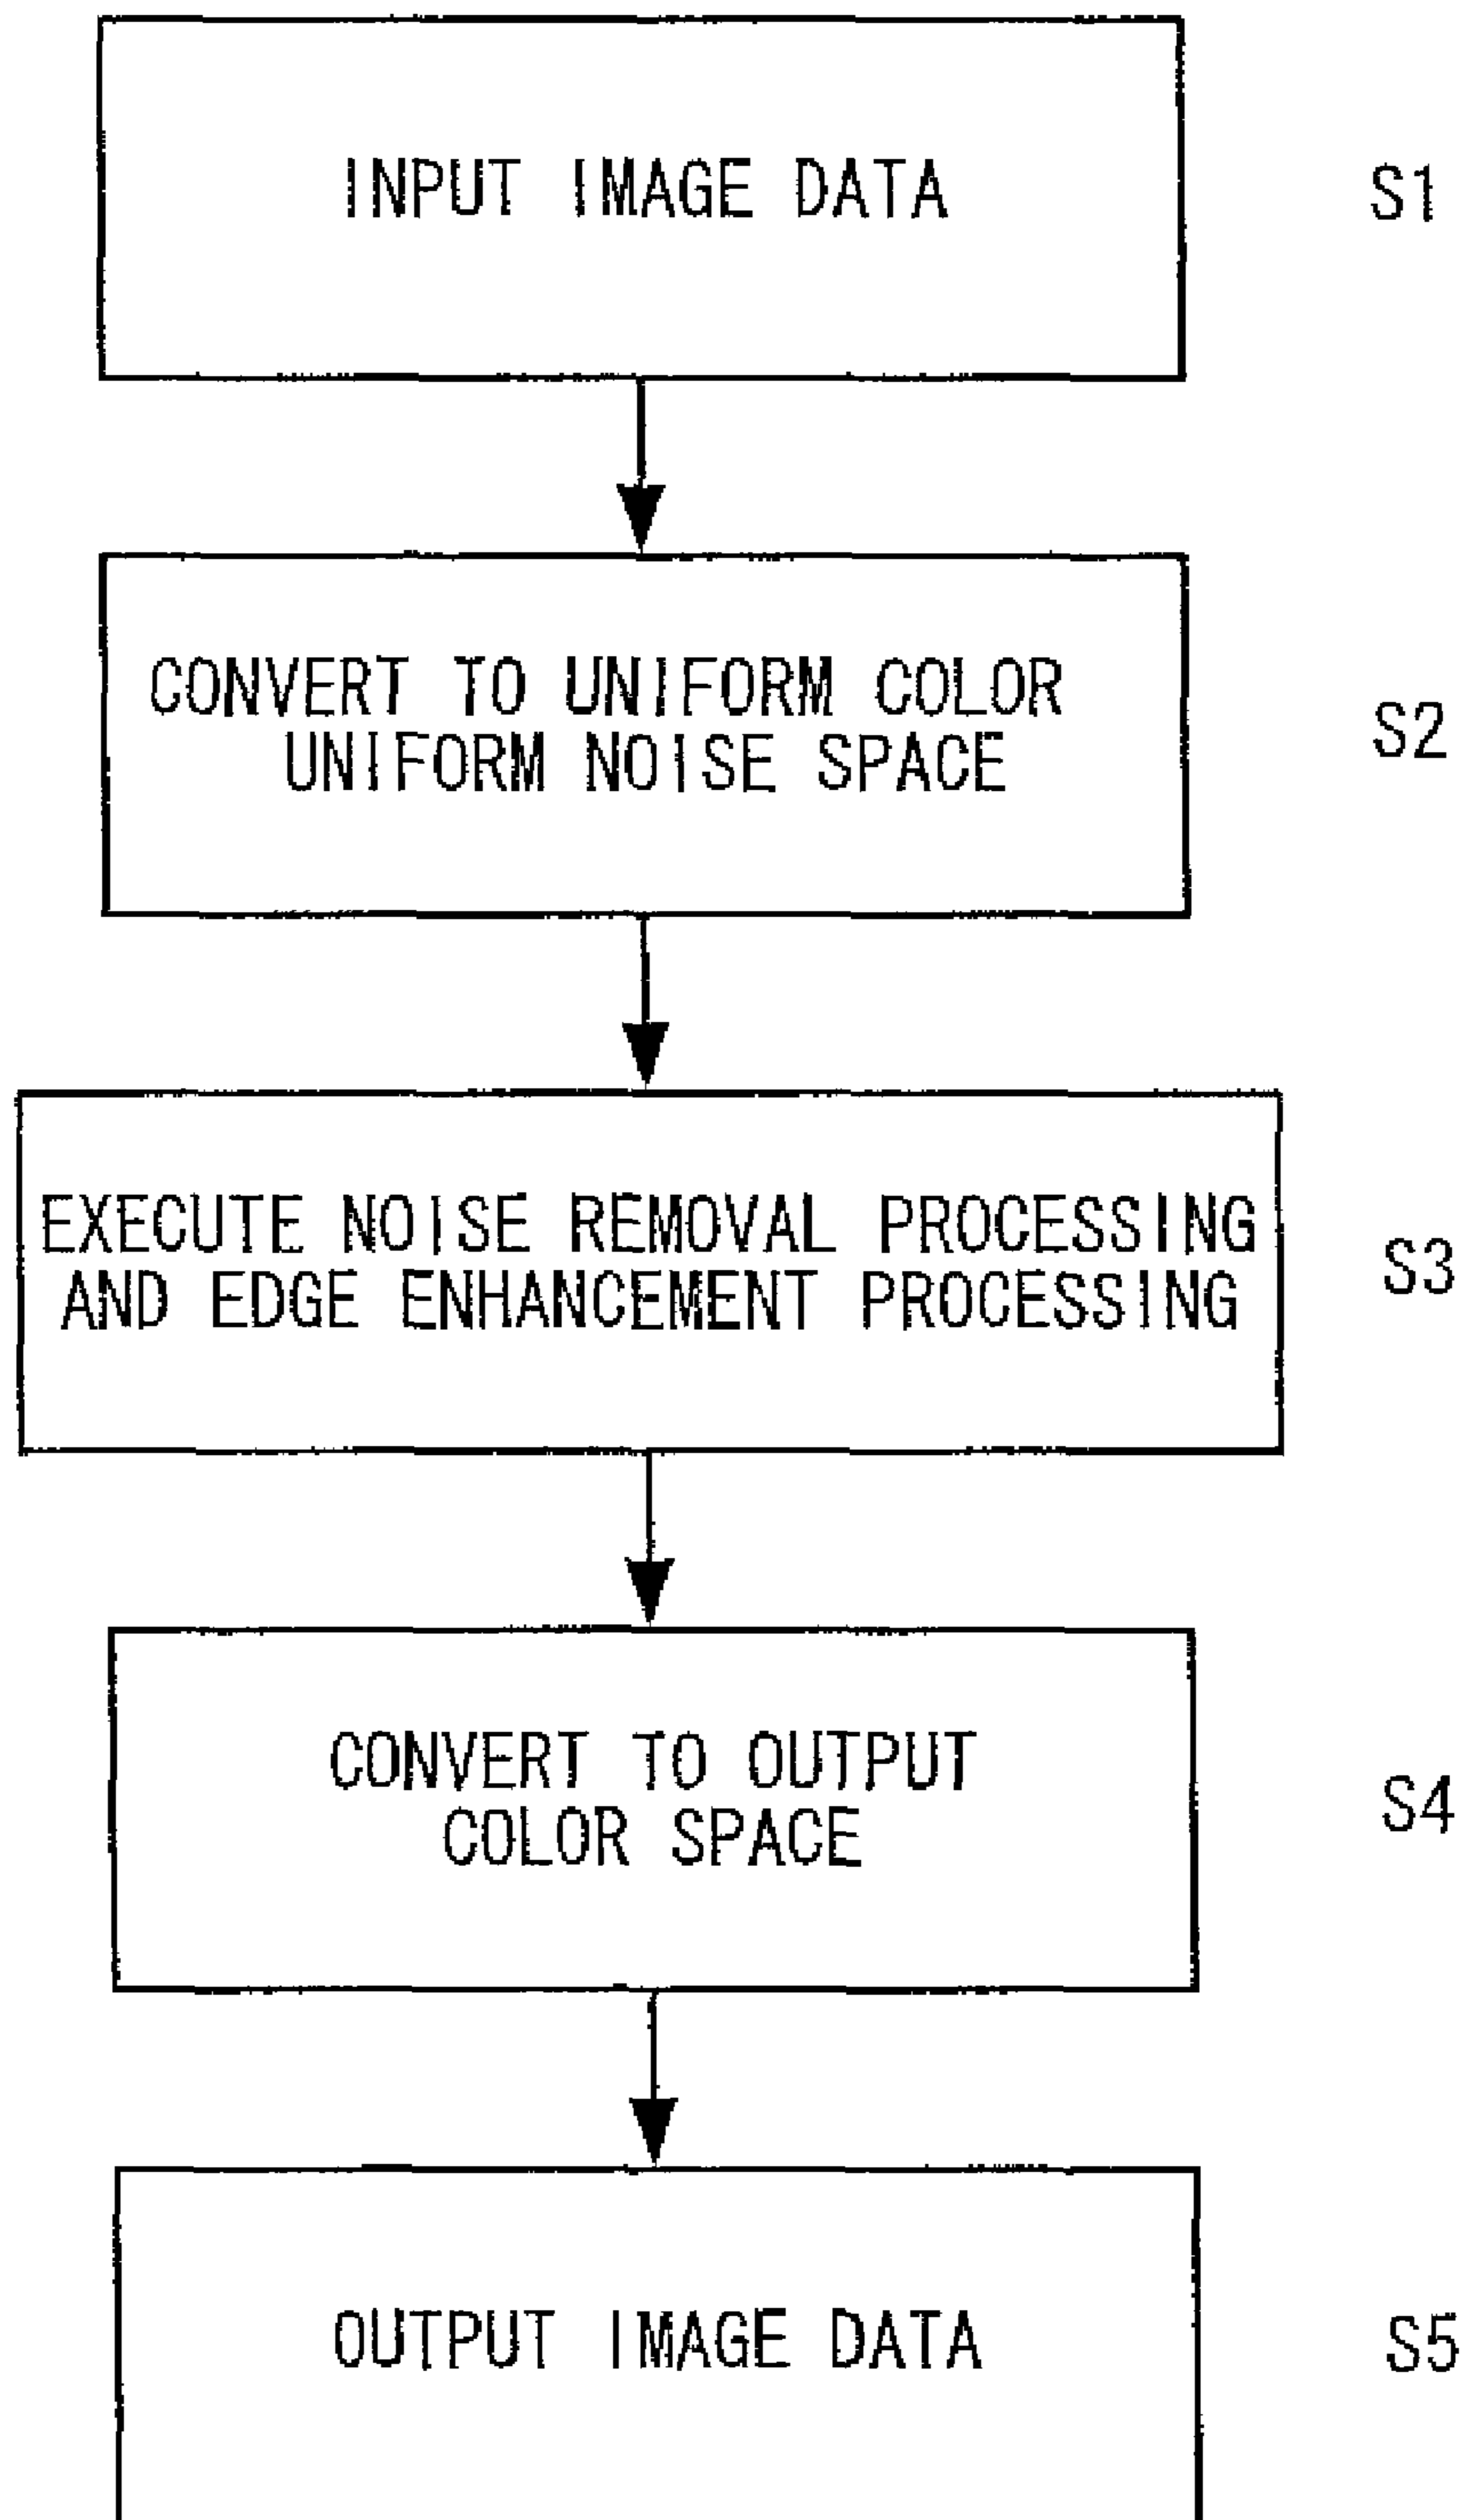 INPUT IMAGE DATA
S1
CONVERT TO UNIFORM COLOR
UNIFORM NOISE SPACE
S2
EXECUTE NOISE REMOVAL PROCESSING
AND EDGE ENHANCEMENT PROCESSING
S3
CONVERT TO OUTPUT
COLOR SPACE
S4
OUTPUT IMAGE DATA
S5